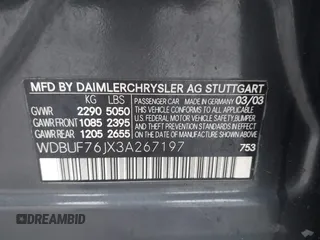 MFD BY DAIMLERCHRYSLER AG STUTTGART
KG LBS MADE IN GERMANY 03/03
GVWR 2290 5050
GAWR FRONT 1085 2395
GAWR REAR 1205 2655
THIS VEHICLE CONFORMS TO ALL APPLICABLE U.S. FEDERAL MOTOR VEHICLE SAFETY, BUMPER AND THEFT PREVENTION STANDARDS IN EFFECT ON THE DATE OF MANUFACTURE SHOWN ABOVE. PASSENGER CAR
WDBUF76JX3A267197 753
DREAMBID